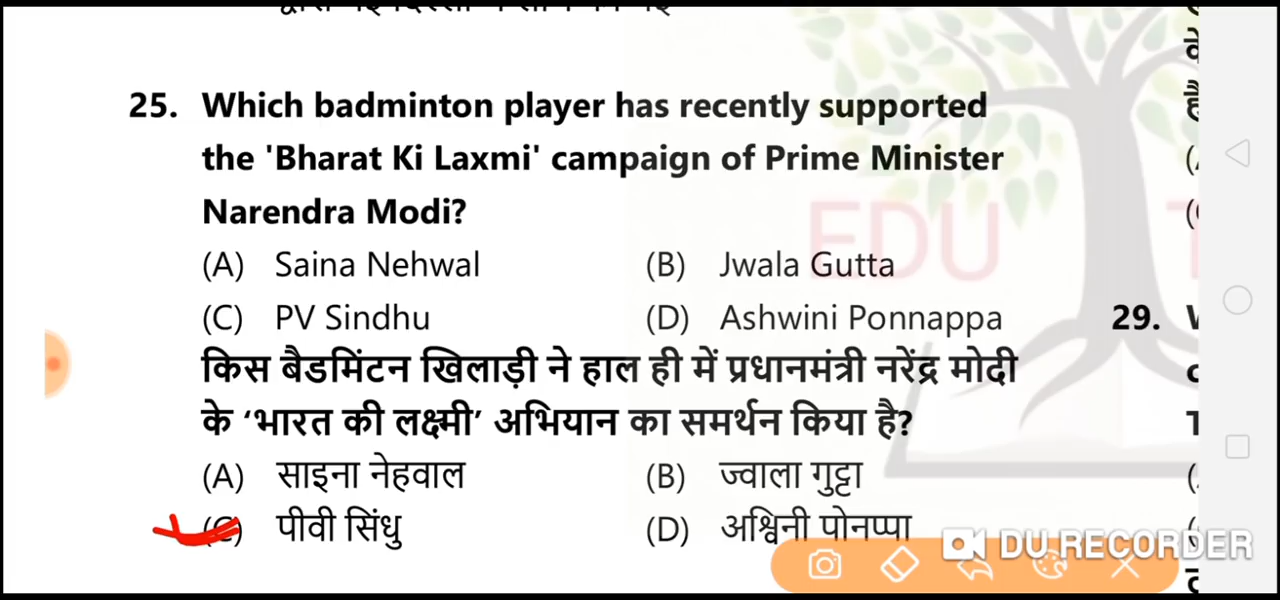 25. Which badminton player has recently supported
the 'Bharat Ki Laxmi' campaign of Prime Minister
Narendra Modi?
(A) Saina Nehwal (B) Jwala Gutta
(C) PV Sindhu (D) Ashwini Ponnappa
किस बैडमिंटन खिलाड़ी ने हाल ही में प्रधानमंत्री नरेंद्र मोदी
के ‘भारत की लक्ष्मी’ अभियान का समर्थन किया है?
(A) साइना नेहवाल (B) ज्वाला गुट्टा
(C) पीवी सिंधु (D) अश्विनी पोनप्पा
29.
EDU
DU RECORDER